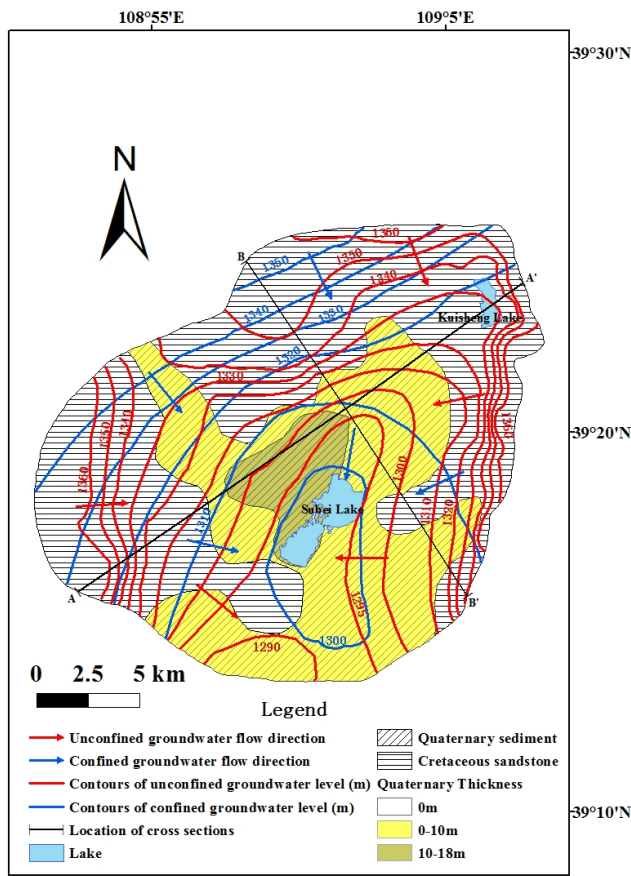 108°55'E 109°5'E
39°30'N
N
1360
B
1350
1350
1340
A'
1340
1330
Kuisheng Lake
1320
1330
1340
1350
1360
39°20'N
1360
1300
Subei Lake
1310
1310
1320
A
1295
B'
1300
1290
0 2.5 5 km
Legend
Unconfined groundwater flow direction
Quaternary sediment
Confined groundwater flow direction
Cretaceous sandstone
Contours of unconfined groundwater level (m)
Quaternary Thickness
Contours of confined groundwater level (m)
0m
39°10'N
Location of cross sections
0-10m
Lake
10-18m